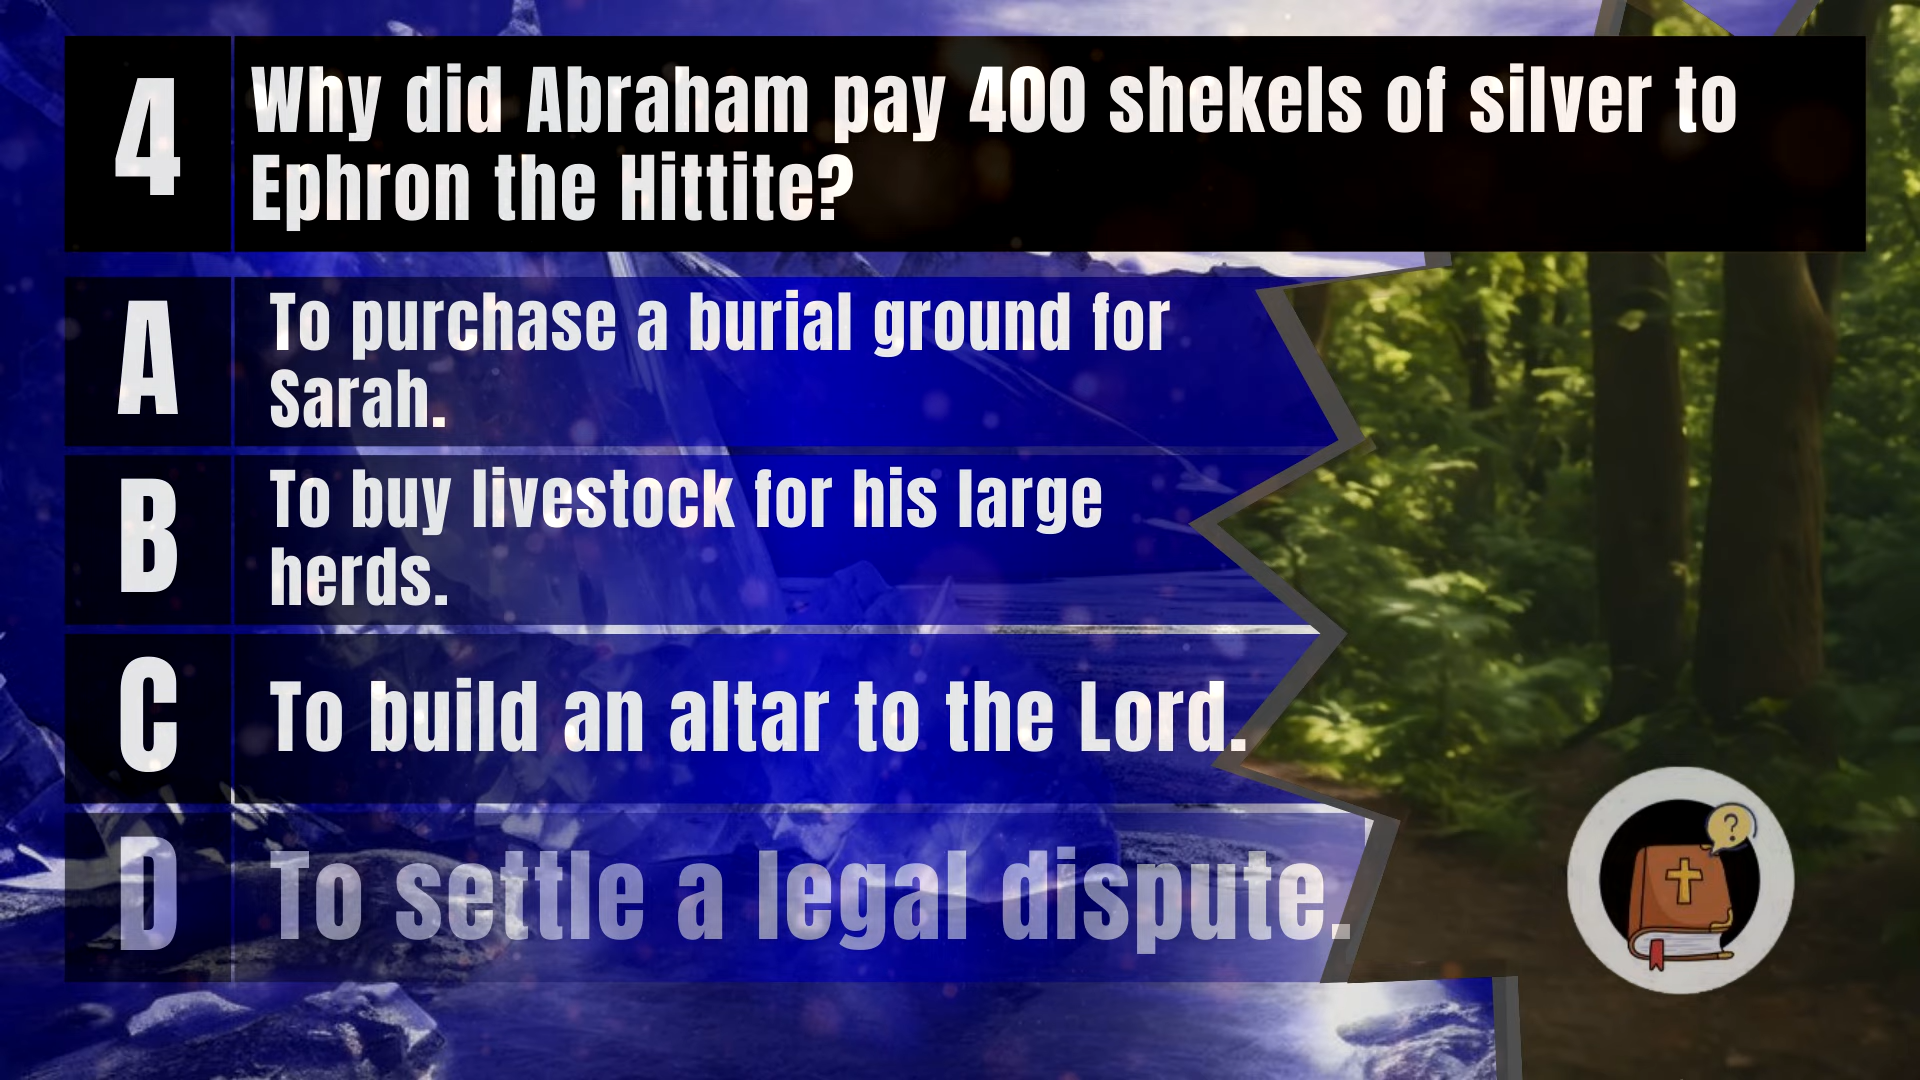 4
Why did Abraham pay 400 shekels of silver to
Ephron the Hittite?
A
To purchase a burial ground for
Sarah.
B
To buy livestock for his large
herds.
C
To build an altar to the Lord.
D
To settle a legal dispute.
?